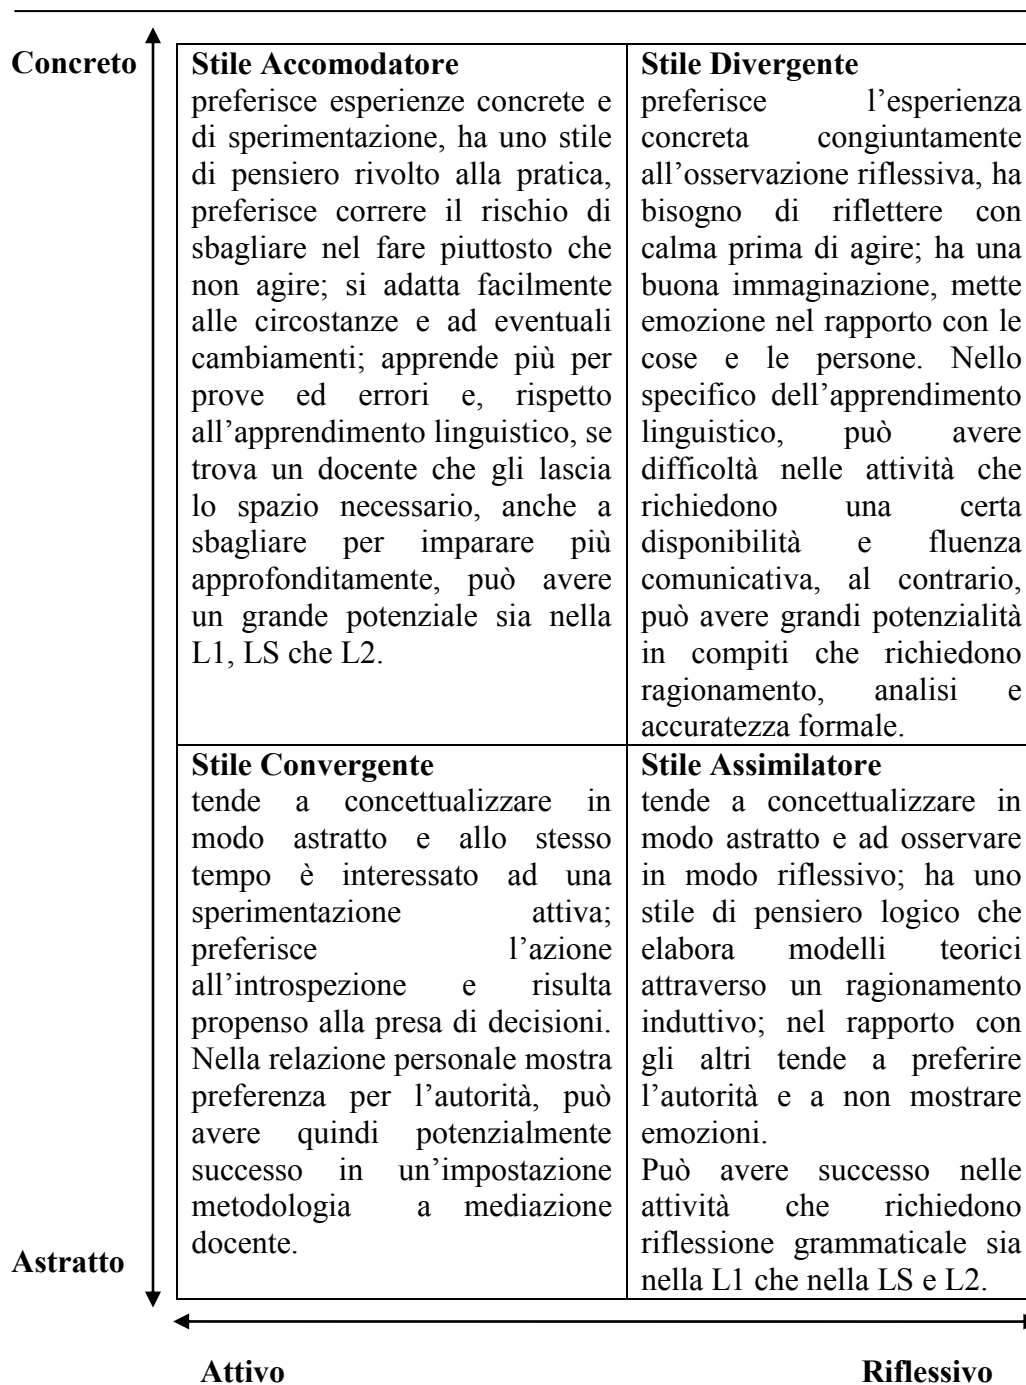 Concreto
Stile Accomodatore
preferisce esperienze concrete e
di sperimentazione, ha uno stile
di pensiero rivolto alla pratica,
preferisce correre il rischio di
sbagliare nel fare piuttosto che
non agire; si adatta facilmente
alle circostanze e ad eventuali
cambiamenti; apprende più per
prove ed errori e, rispetto
all’apprendimento linguistico, se
trova un docente che gli lascia
lo spazio necessario, anche a
sbagliare per imparare più
approfonditamente, può avere
un grande potenziale sia nella
L1, LS che L2.
Stile Divergente
preferisce l’esperienza
concreta congiuntamente
all’osservazione riflessiva, ha
bisogno di riflettere con
calma prima di agire; ha una
buona immaginazione, mette
emozione nel rapporto con le
cose e le persone. Nello
specifico dell’apprendimento
linguistico, può avere
difficoltà nelle attività che
richiedono una certa
disponibilità e fluenza
comunicativa, al contrario,
può avere grandi potenzialità
in compiti che richiedono
ragionamento, analisi e
accuratezza formale.
Stile Convergente
tende a concettualizzare in
modo astratto e allo stesso
tempo è interessato ad una
sperimentazione attiva;
preferisce l’azione
all’introspezione e risulta
propenso alla presa di decisioni.
Nella relazione personale mostra
preferenza per l’autorità, può
avere quindi potenzialmente
successo in un’impostazione
metodologia a mediazione
docente.
Stile Assimilatore
tende a concettualizzare in
modo astratto e ad osservare
in modo riflessivo; ha uno
stile di pensiero logico che
elabora modelli teorici
attraverso un ragionamento
induttivo; nel rapporto con
gli altri tende a preferire
l’autorità e a non mostrare
emozioni.
Può avere successo nelle
attività che richiedono
riflessione grammaticale sia
nella L1 che nella LS e L2.
Astratto
Attivo
Riflessivo